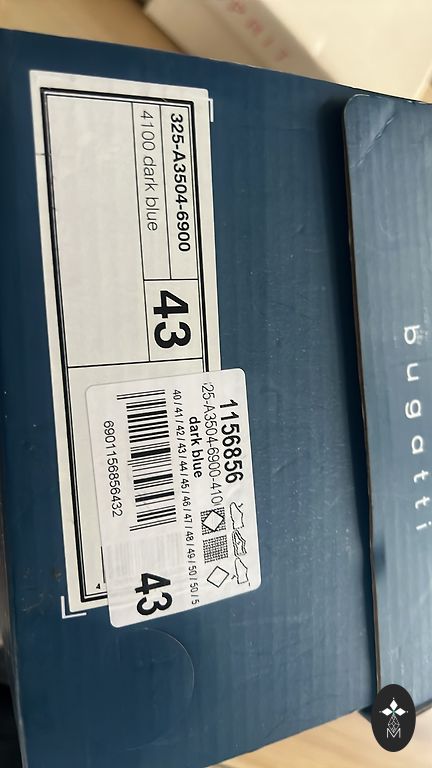 325-A3504-6900
4100 dark blue
43
1156856
325-A3504-6900-410
dark blue
40 / 41 / 42 / 43 / 44 / 45 / 46 / 47 / 48 / 49 / 50 / 50 / 5
6901156856432
43
bugatti